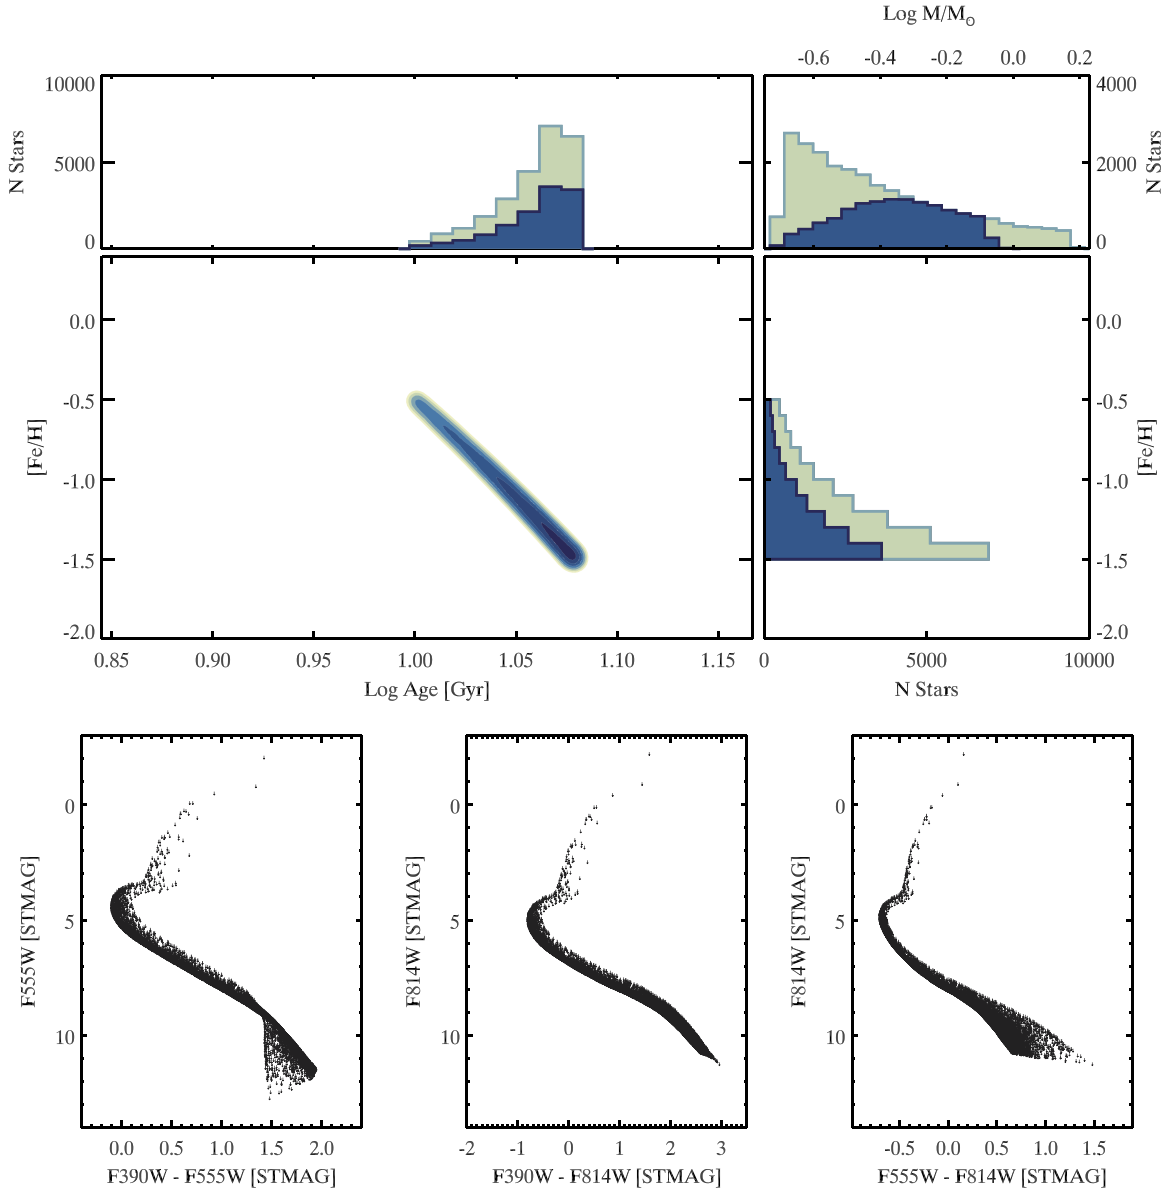 Log M/M⊙
-0.6 -0.4 -0.2 0.0 0.2
10000 4000
5000 2000
0 0
N Stars
N Stars
0.0 0.0
-0.5 -0.5
-1.0 -1.0
-1.5 -1.5
-2.0 -2.0
[Fe/H]
[Fe/H]
0.85 0.90 0.95 1.00 1.05 1.10 1.15 0 5000 10000
Log Age [Gyr] N Stars
0
5
10
F555W [STMAG]
0.0 0.5 1.0 1.5 2.0
F390W - F555W [STMAG]
0
5
10
F814W [STMAG]
-2 -1 0 1 2 3
F390W - F814W [STMAG]
0
5
10
F814W [STMAG]
-0.5 0.0 0.5 1.0 1.5
F555W - F814W [STMAG]